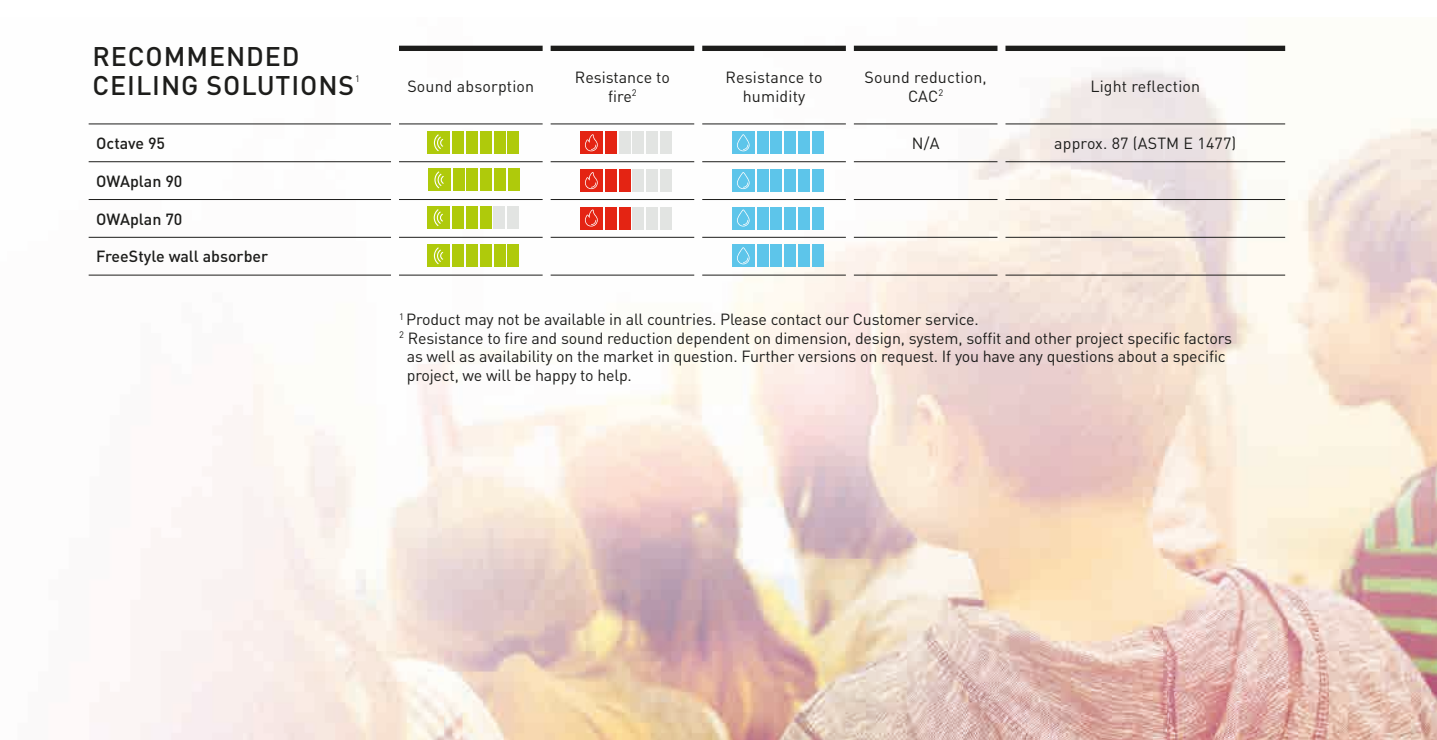 RECOMMENDED
CEILING SOLUTIONS¹
Sound absorption
Resistance to
fire²
Resistance to
humidity
Sound reduction,
CAC²
Light reflection
Octave 95 N/A approx. 87 (ASTM E 1477)
OWAplan 90
OWAplan 70
FreeStyle wall absorber
¹ Product may not be available in all countries. Please contact our Customer service.
² Resistance to fire and sound reduction dependent on dimension, design, system, soffit and other project specific factors
as well as availability on the market in question. Further versions on request. If you have any questions about a specific
project, we will be happy to help.